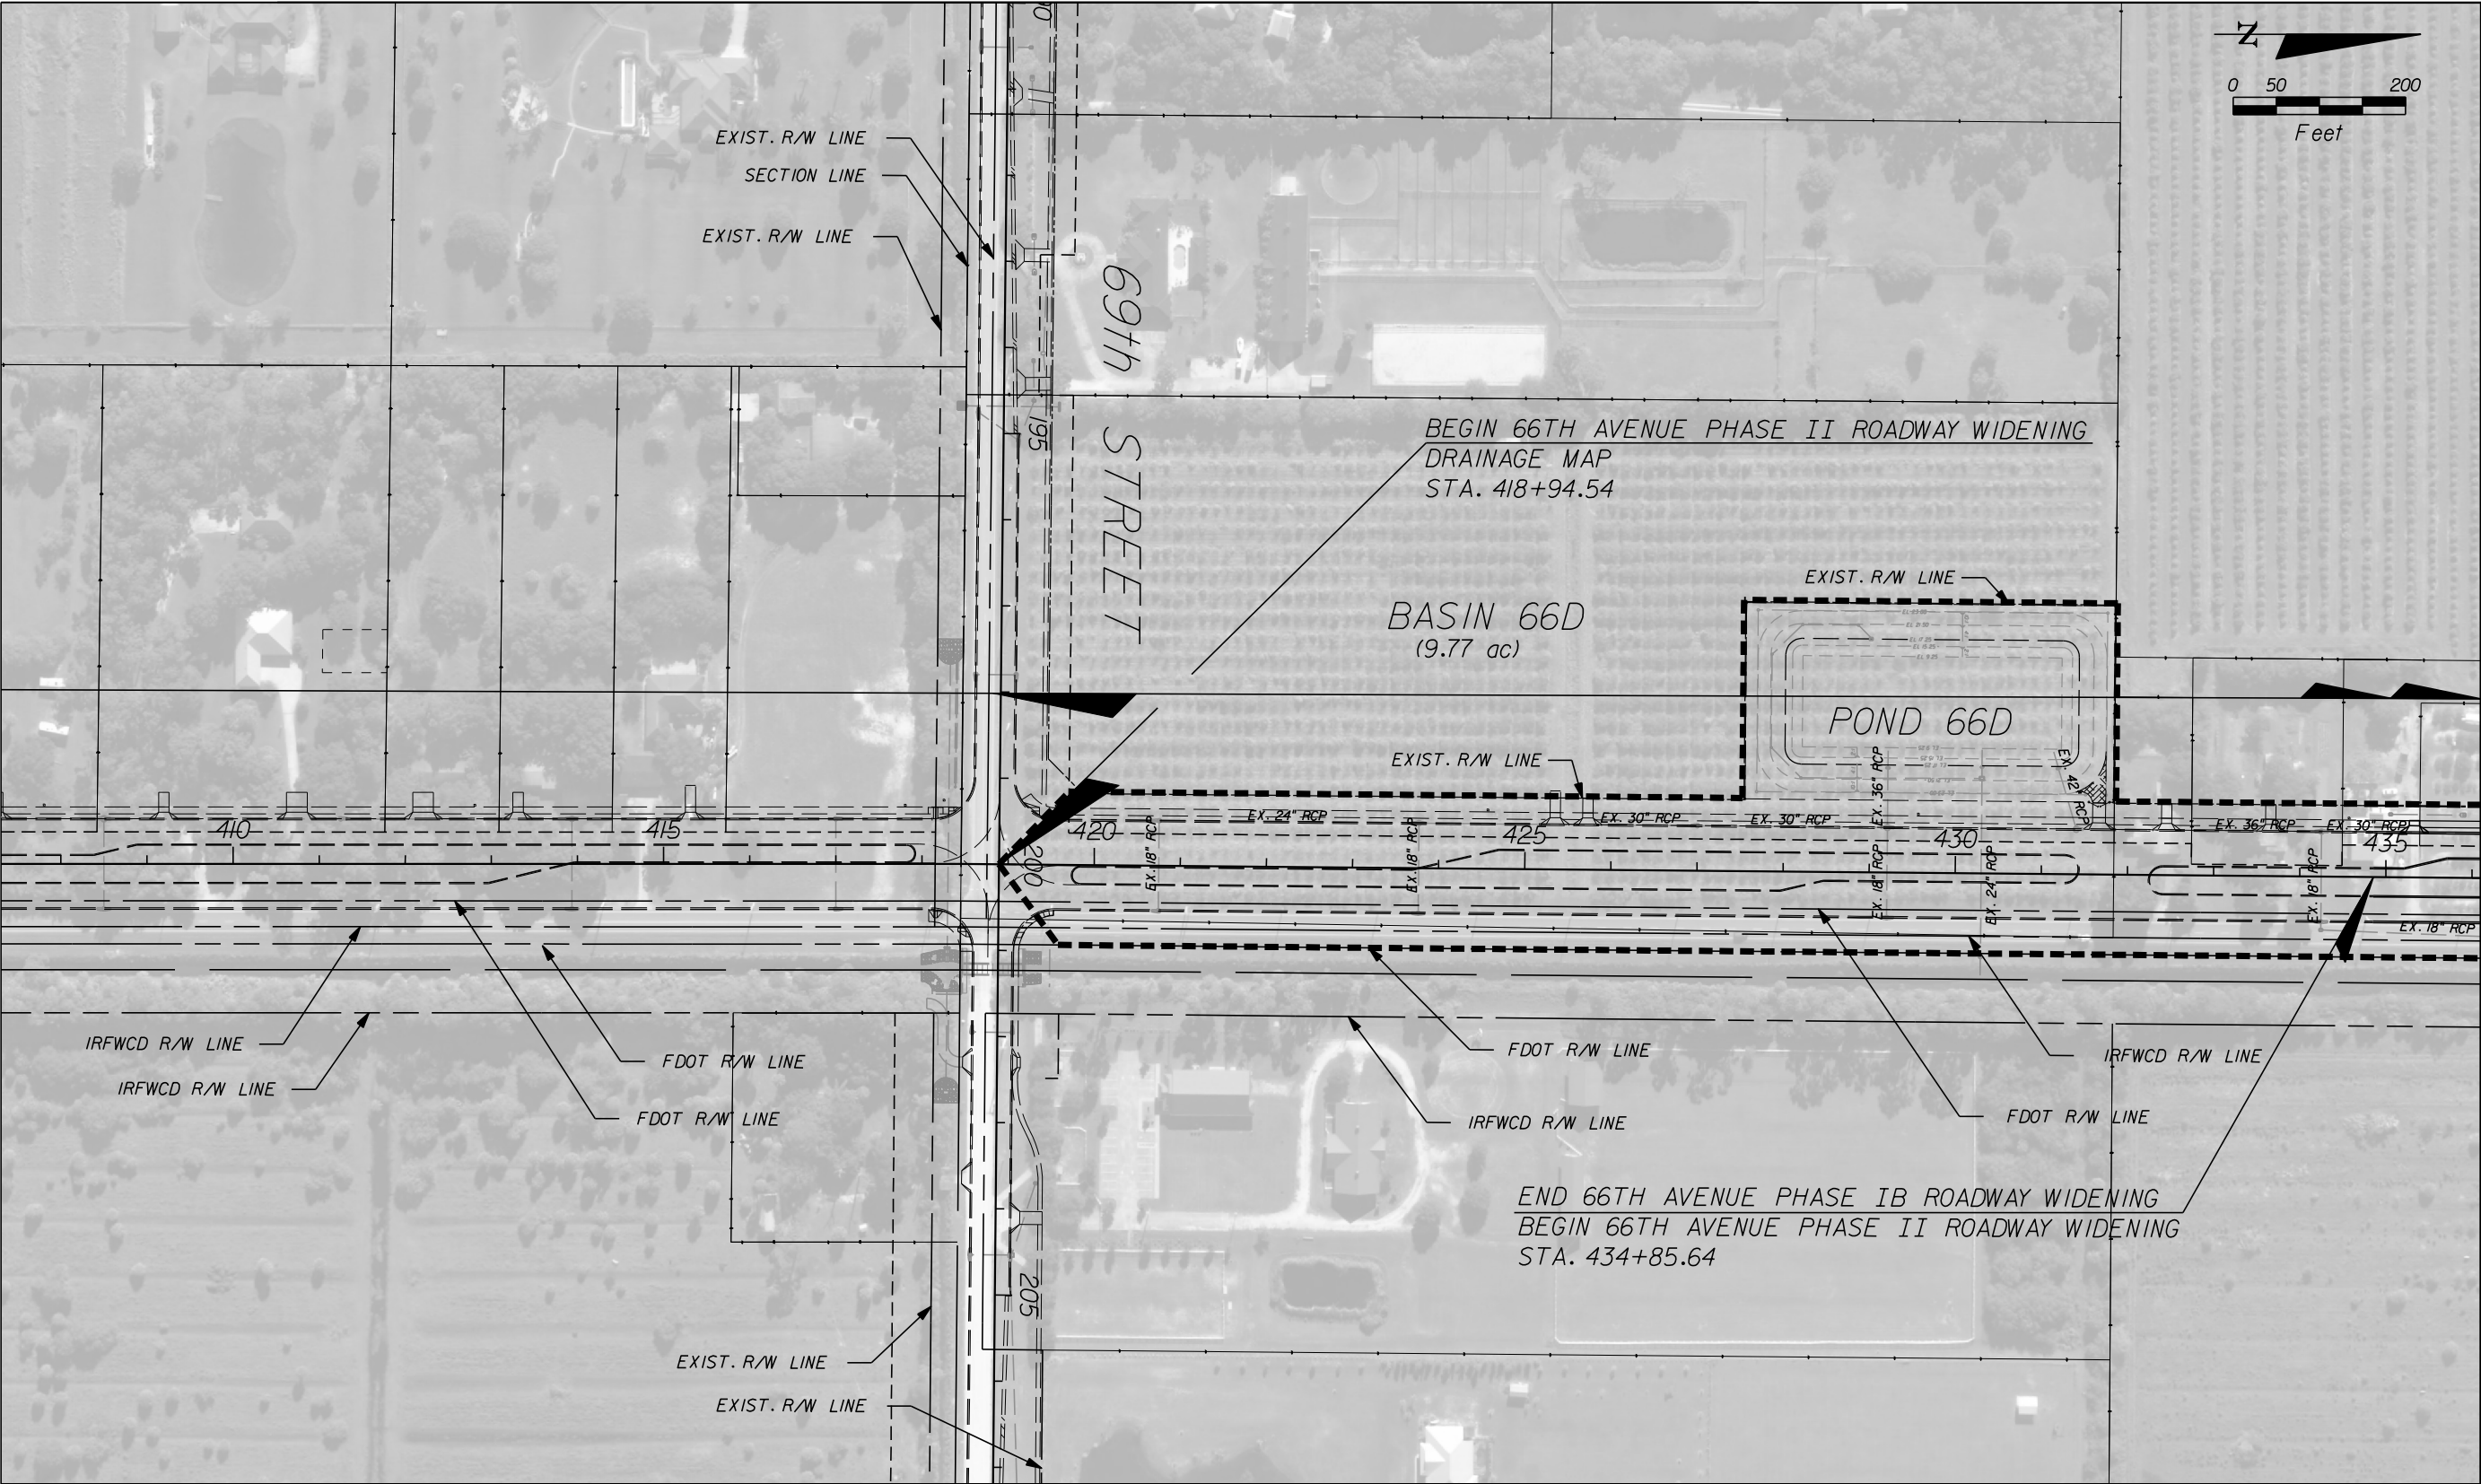 00
N
0 50 200
Feet
EXIST. R/W LINE
SECTION LINE
EXIST. R/W LINE
69th STREET
195
BEGIN 66TH AVENUE PHASE II ROADWAY WIDENING
DRAINAGE MAP
STA. 418+94.54
EXIST. R/W LINE
BASIN 66D
(9.77 ac)
POND 66D
EXIST. R/W LINE
EX. 36" RCP
EX. 42" RCP
EX. 24" RCP
EX. 30" RCP
EX. 30" RCP
EX. 36" RCP
EX. 30" RCP
410
415
420
425
430
435
200
EX. 18" RCP
EX. 18" RCP
EX. 18" RCP
EX. 24" RCP
EX. 18" RCP
EX. 18" RCP
IRFWCD R/W LINE
IRFWCD R/W LINE
FDOT R/W LINE
FDOT R/W LINE
FDOT R/W LINE
IRFWCD R/W LINE
IRFWCD R/W LINE
FDOT R/W LINE
END 66TH AVENUE PHASE IB ROADWAY WIDENING
BEGIN 66TH AVENUE PHASE II ROADWAY WIDENING
STA. 434+85.64
205
EXIST. R/W LINE
EXIST. R/W LINE